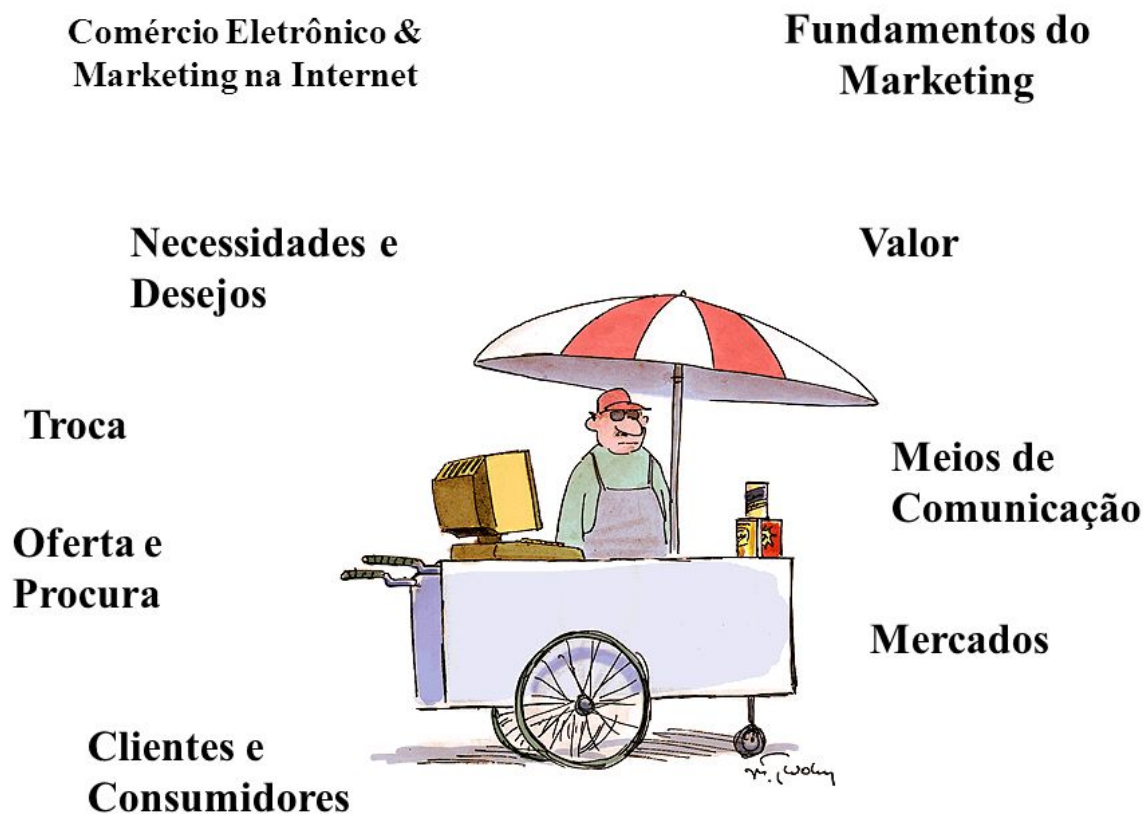 Comércio Eletrônico &
Marketing na Internet
Fundamentos do
Marketing
Necessidades e
Desejos
Valor
Troca
Meios de
Comunicação
Oferta e
Procura
Mercados
Clientes e
Consumidores